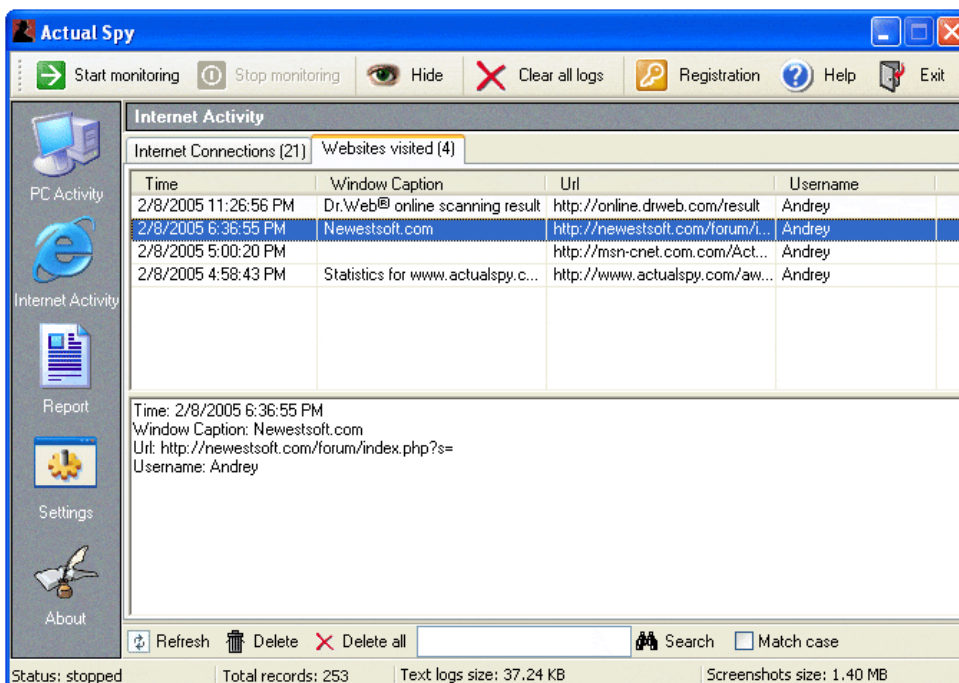 Actual Spy
Start monitoring Stop monitoring Hide Clear all logs Registration Help Exit
PC Activity
Internet Activity
Report
Settings
About
Internet Activity
Internet Connections (21) Websites visited (4)
Time Window Caption Url Username
2/8/2005 11:26:56 PM Dr.Web® online scanning result http://online.drweb.com/result Andrey
2/8/2005 6:36:55 PM Newestsoft.com http://newestsoft.com/forum/i... Andrey
2/8/2005 5:00:20 PM http://msn-cnet.com.com/Act... Andrey
2/8/2005 4:58:43 PM Statistics for www.actualspy.c... http://www.actualspy.com/aw... Andrey
Time: 2/8/2005 6:36:55 PM
Window Caption: Newestsoft.com
Url: http://newestsoft.com/forum/index.php?s=
Username: Andrey
Refresh Delete Delete all Search Match case
Status: stopped Total records: 253 Text logs size: 37.24 KB Screenshots size: 1.40 MB